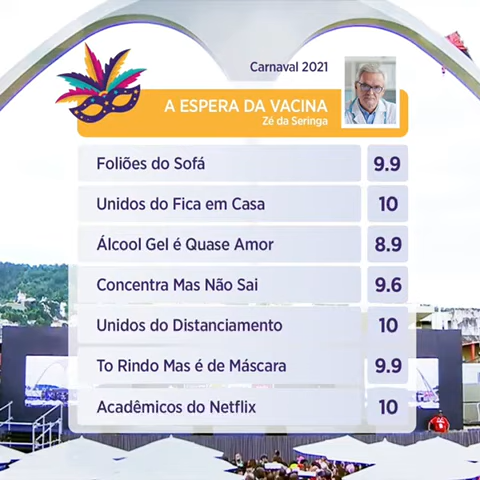 Carnaval 2021
A ESPERA DA VACINA
Zé da Seringa
Foliões do Sofá 9.9
Unidos do Fica em Casa 10
Álcool Gel é Quase Amor 8.9
Concentra Mas Não Sai 9.6
Unidos do Distanciamento 10
To Rindo Mas é de Máscara 9.9
Acadêmicos do Netflix 10